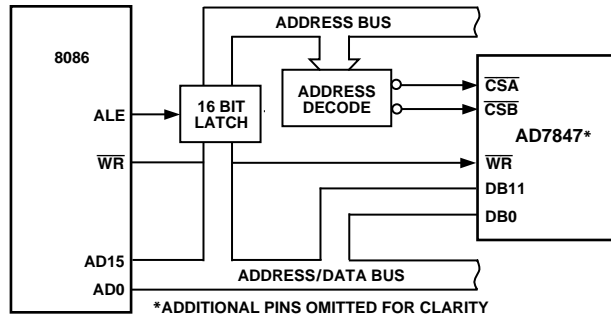 ADDRESS BUS
8086
ALE
16 BIT
LATCH
ADDRESS
DECODE
CSA
CSB
AD7847*
WR
WR
DB11
DB0
AD15
ADDRESS/DATA BUS
AD0
*ADDITIONAL PINS OMITTED FOR CLARITY